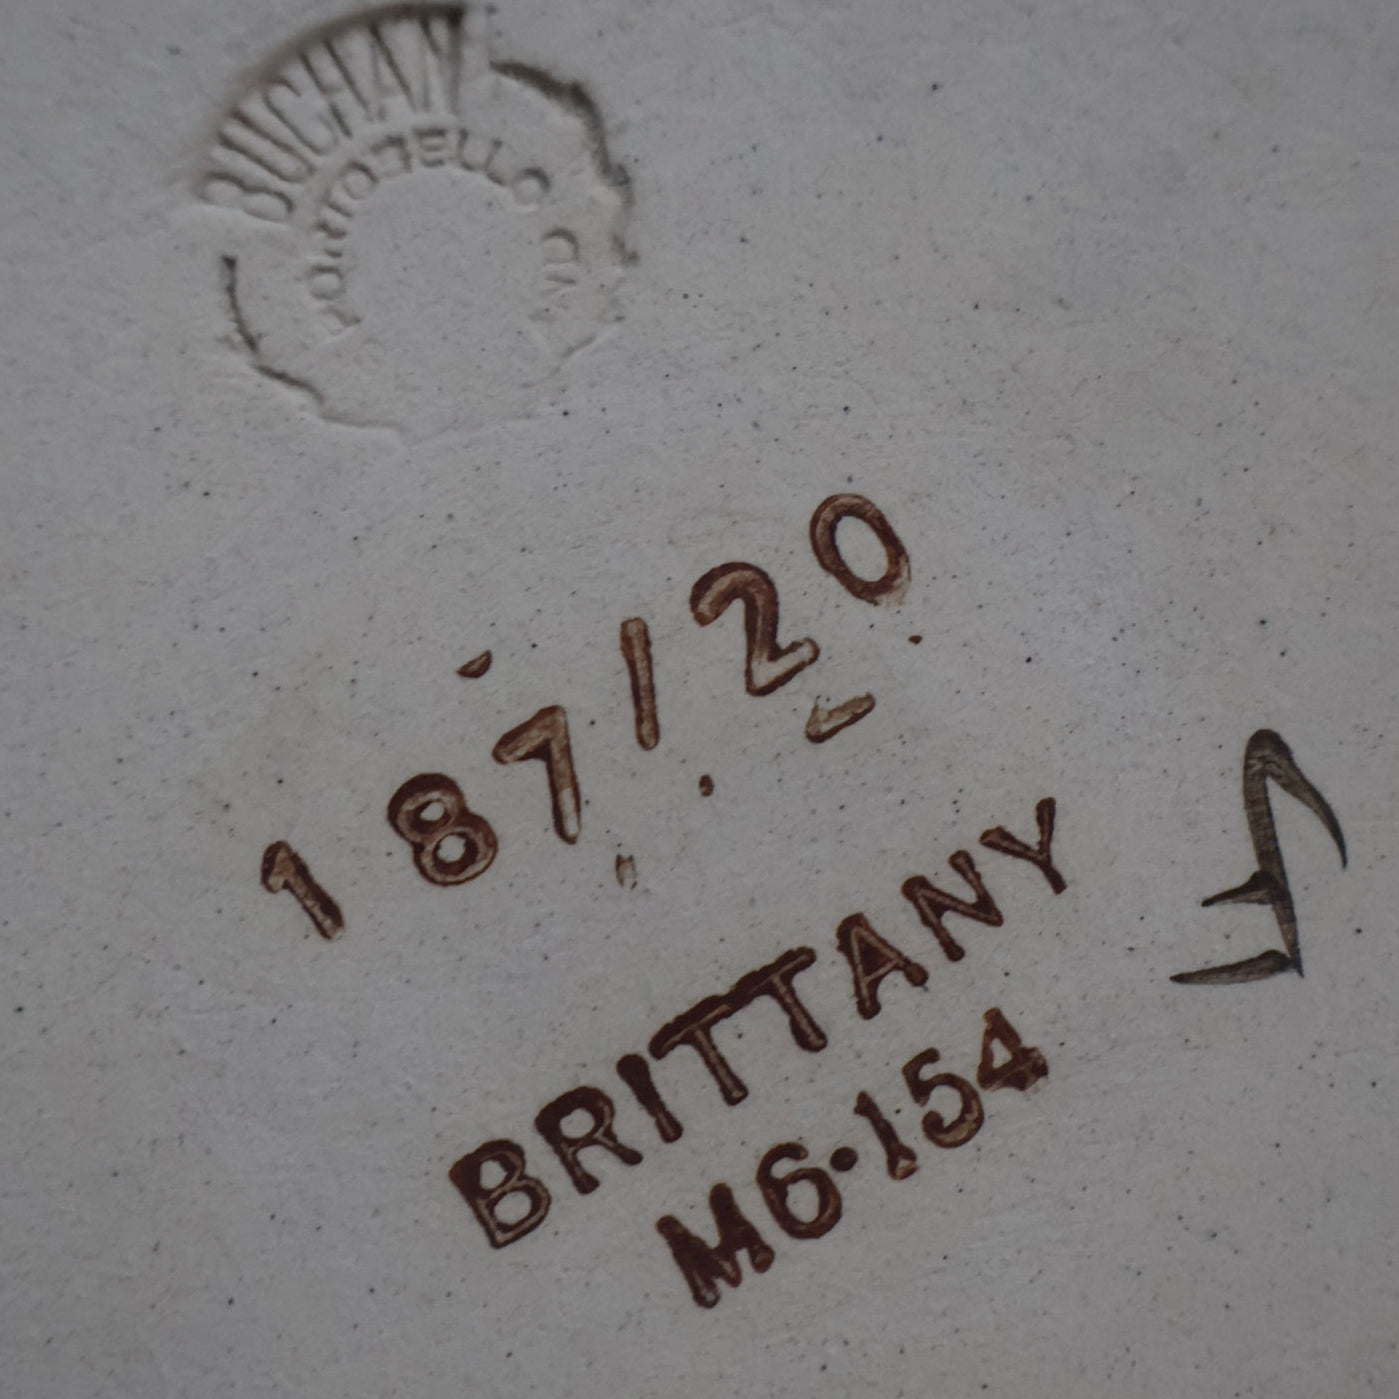 BUCHAN
PORTOBELLO
187/20
BRITTANY
M6·154